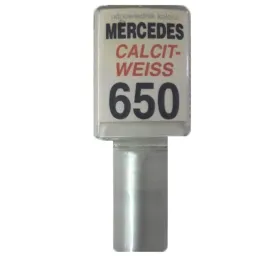 MERCEDES
CALCIT-
WEISS
650